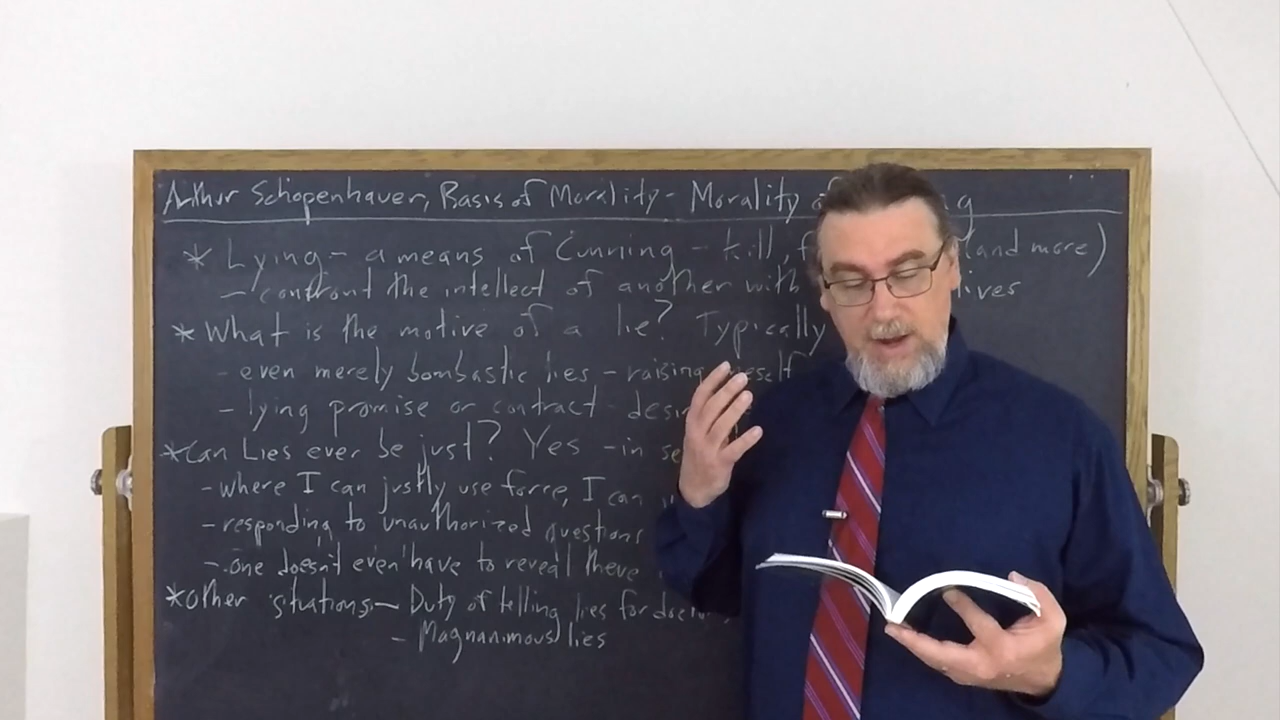 Arthur Schopenhauer, Basis of Morality - Morality
* Lying - a means of Cunning - kill, (and more)
- confront the intellect of another with
* What is the motive of a lie? Typically
- even merely bombastic lies - raising
- lying promise or contract -
* Can Lies ever be just? Yes - in
- where I can justly use force, I can
- responding to unauthorized questions
- one doesn't even have to reveal there
* Other situations - Duty of telling lies for
- Magnanimous lies